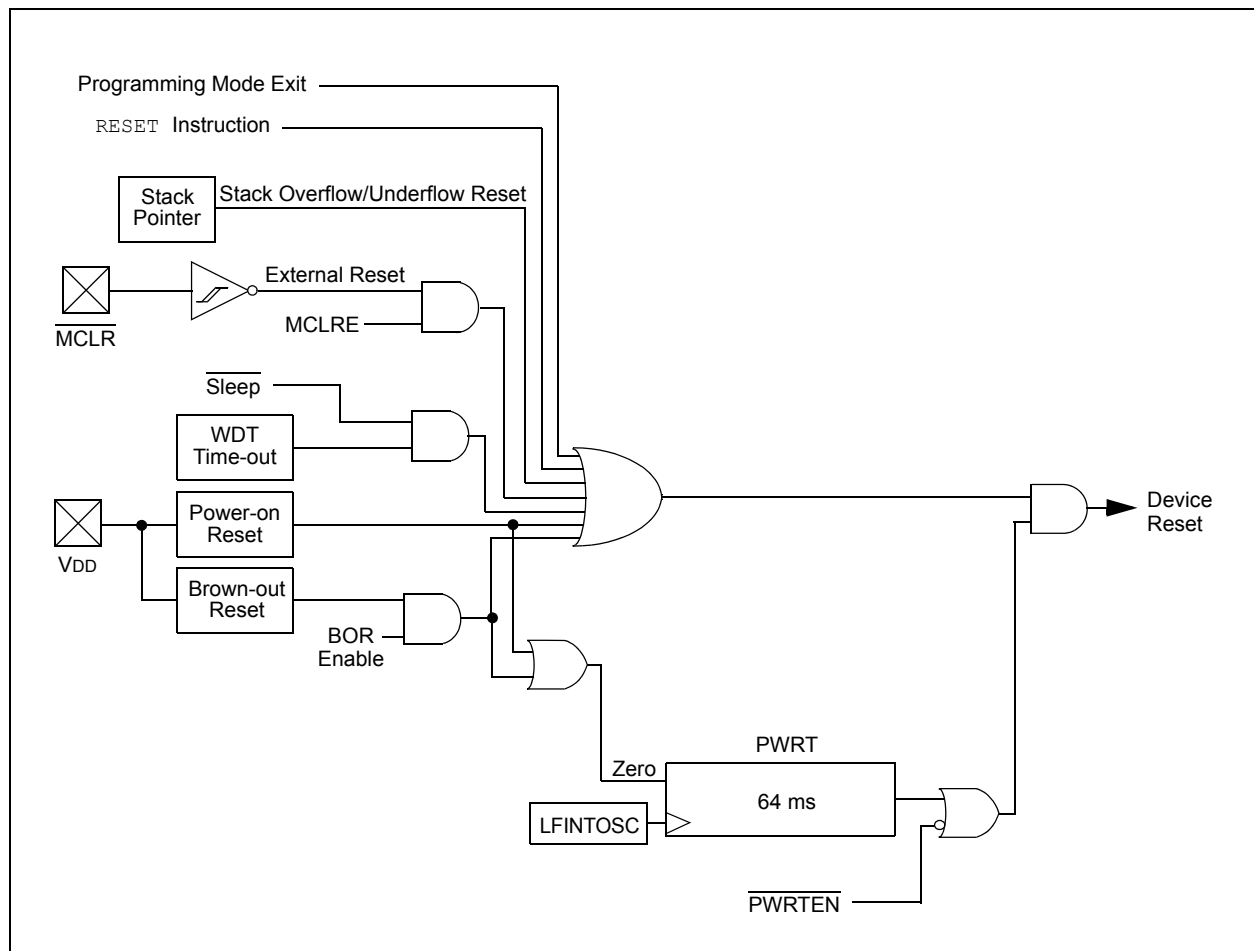 Programming Mode Exit
RESET Instruction
Stack
Pointer
Stack Overflow/Underflow Reset
External Reset
MCLR
MCLRE
Sleep
WDT
Time-out
Power-on
Reset
VDD
Brown-out
Reset
BOR
Enable
Device
Reset
PWRT
Zero
64 ms
LFINTOSC
PWRTEN